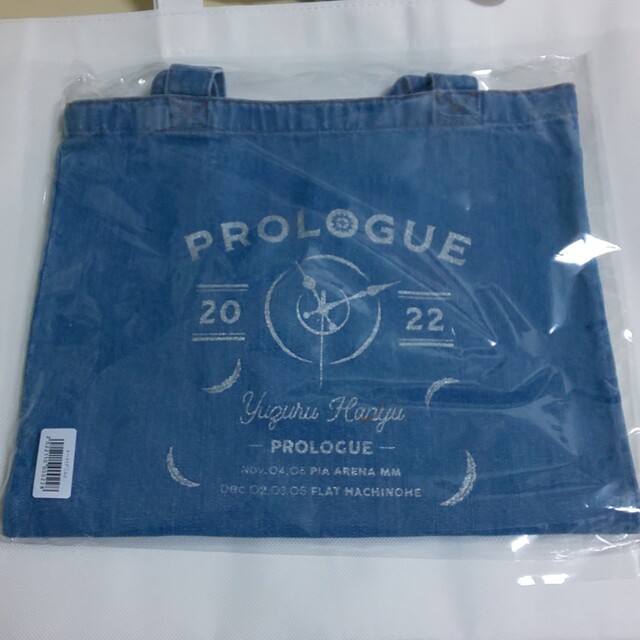 PROLOGUE
20 22
Yuzuru Hanyu
PROLOGUE
NOV.04,05 PIA ARENA MM
DEC.02,03,05 FLAT HACHINOHE